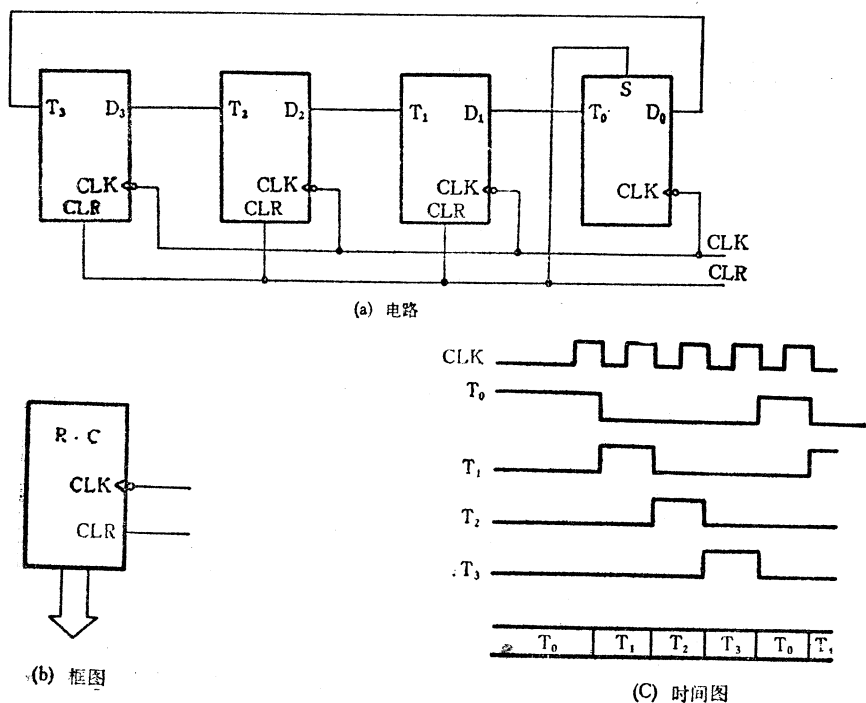 S
T₃ D₃ T₂ D₂ T₁ D₁ T₀ D₀
CLK CLK CLK CLK
CLR CLR CLR
CLK
CLR
(a) 电路
R·C
CLK
CLR
(b) 框图
CLK
T₀
T₁
T₂
T₃
T₀ T₁ T₂ T₃ T₀ T₁
(C) 时间图